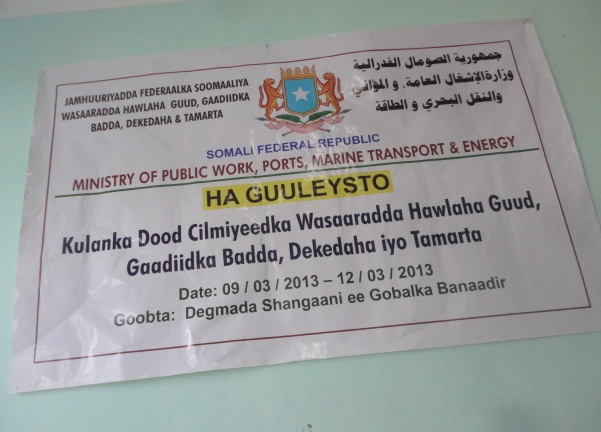 JAMHUURIYADDA FEDERAALKA SOOMAALIYA
WASAARADDA HAWLAHA GUUD, GAADIIDKA
BADDA, DEKEDAHA & TAMARTA
جمهورية الصومال الفدرالية
وزارة الإشغال العامة. و المؤاني
والنقل البحري و الطاقة
SOMALI FEDERAL REPUBLIC
MINISTRY OF PUBLIC WORK, PORTS, MARINE TRANSPORT & ENERGY
HA GUULEYSTO
Kulanka Dood Cilmiyeedka Wasaaradda Hawlaha Guud,
Gaadiidka Badda, Dekedaha iyo Tamarta
Date: 09 / 03 / 2013 – 12 / 03 / 2013
Goobta: Degmada Shangaani ee Gobalka Banaadir